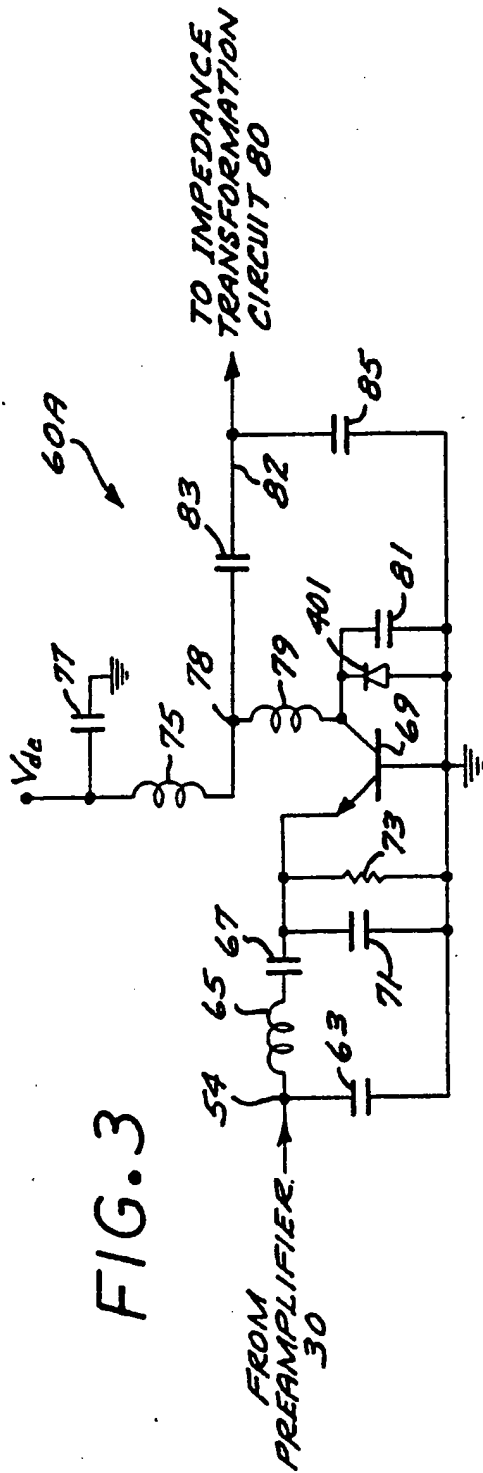 FIG.3
60A
Vdc
77
75
78
83
82
TO IMPEDANCE
TRANSFORMATION
CIRCUIT 80
79
85
401
81
69
FROM
PREAMPLIFIER
30
54
65
67
63
71
73